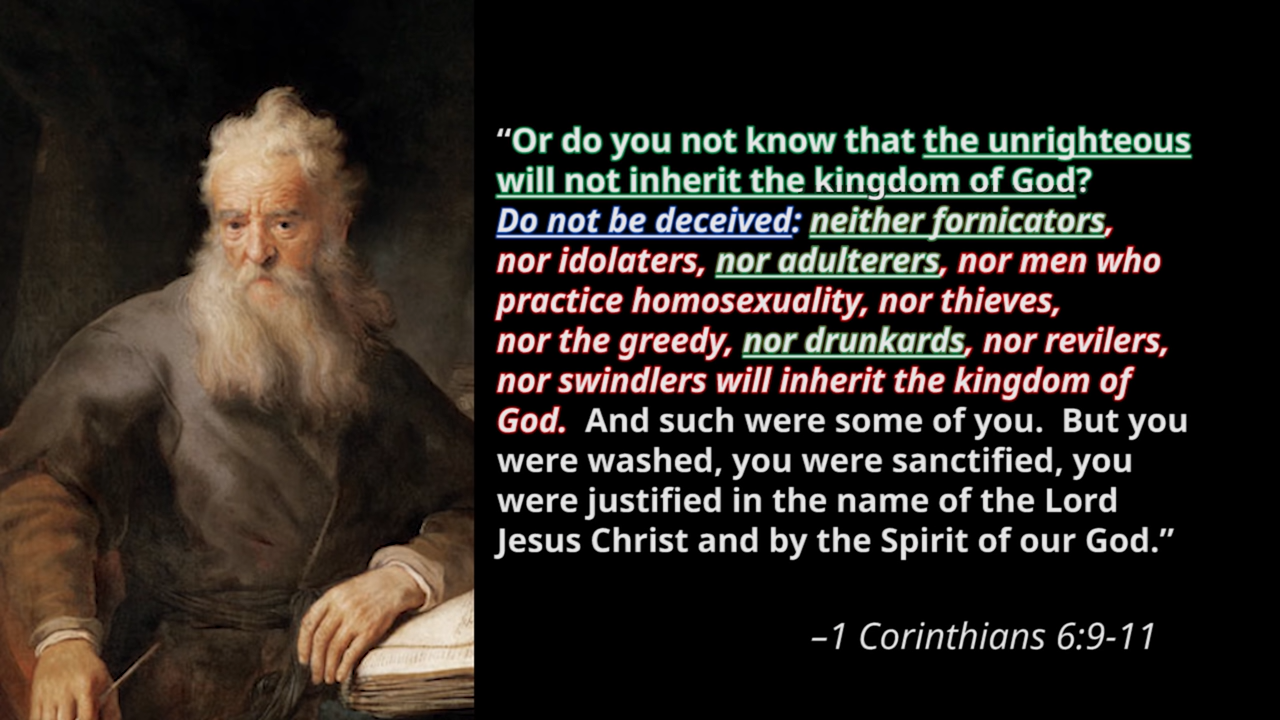 “Or do you not know that the unrighteous
will not inherit the kingdom of God?
Do not be deceived: neither fornicators,
nor idolaters, nor adulterers, nor men who
practice homosexuality, nor thieves,
nor the greedy, nor drunkards, nor revilers,
nor swindlers will inherit the kingdom of
God.  And such were some of you.  But you
were washed, you were sanctified, you
were justified in the name of the Lord
Jesus Christ and by the Spirit of our God.”
–1 Corinthians 6:9-11